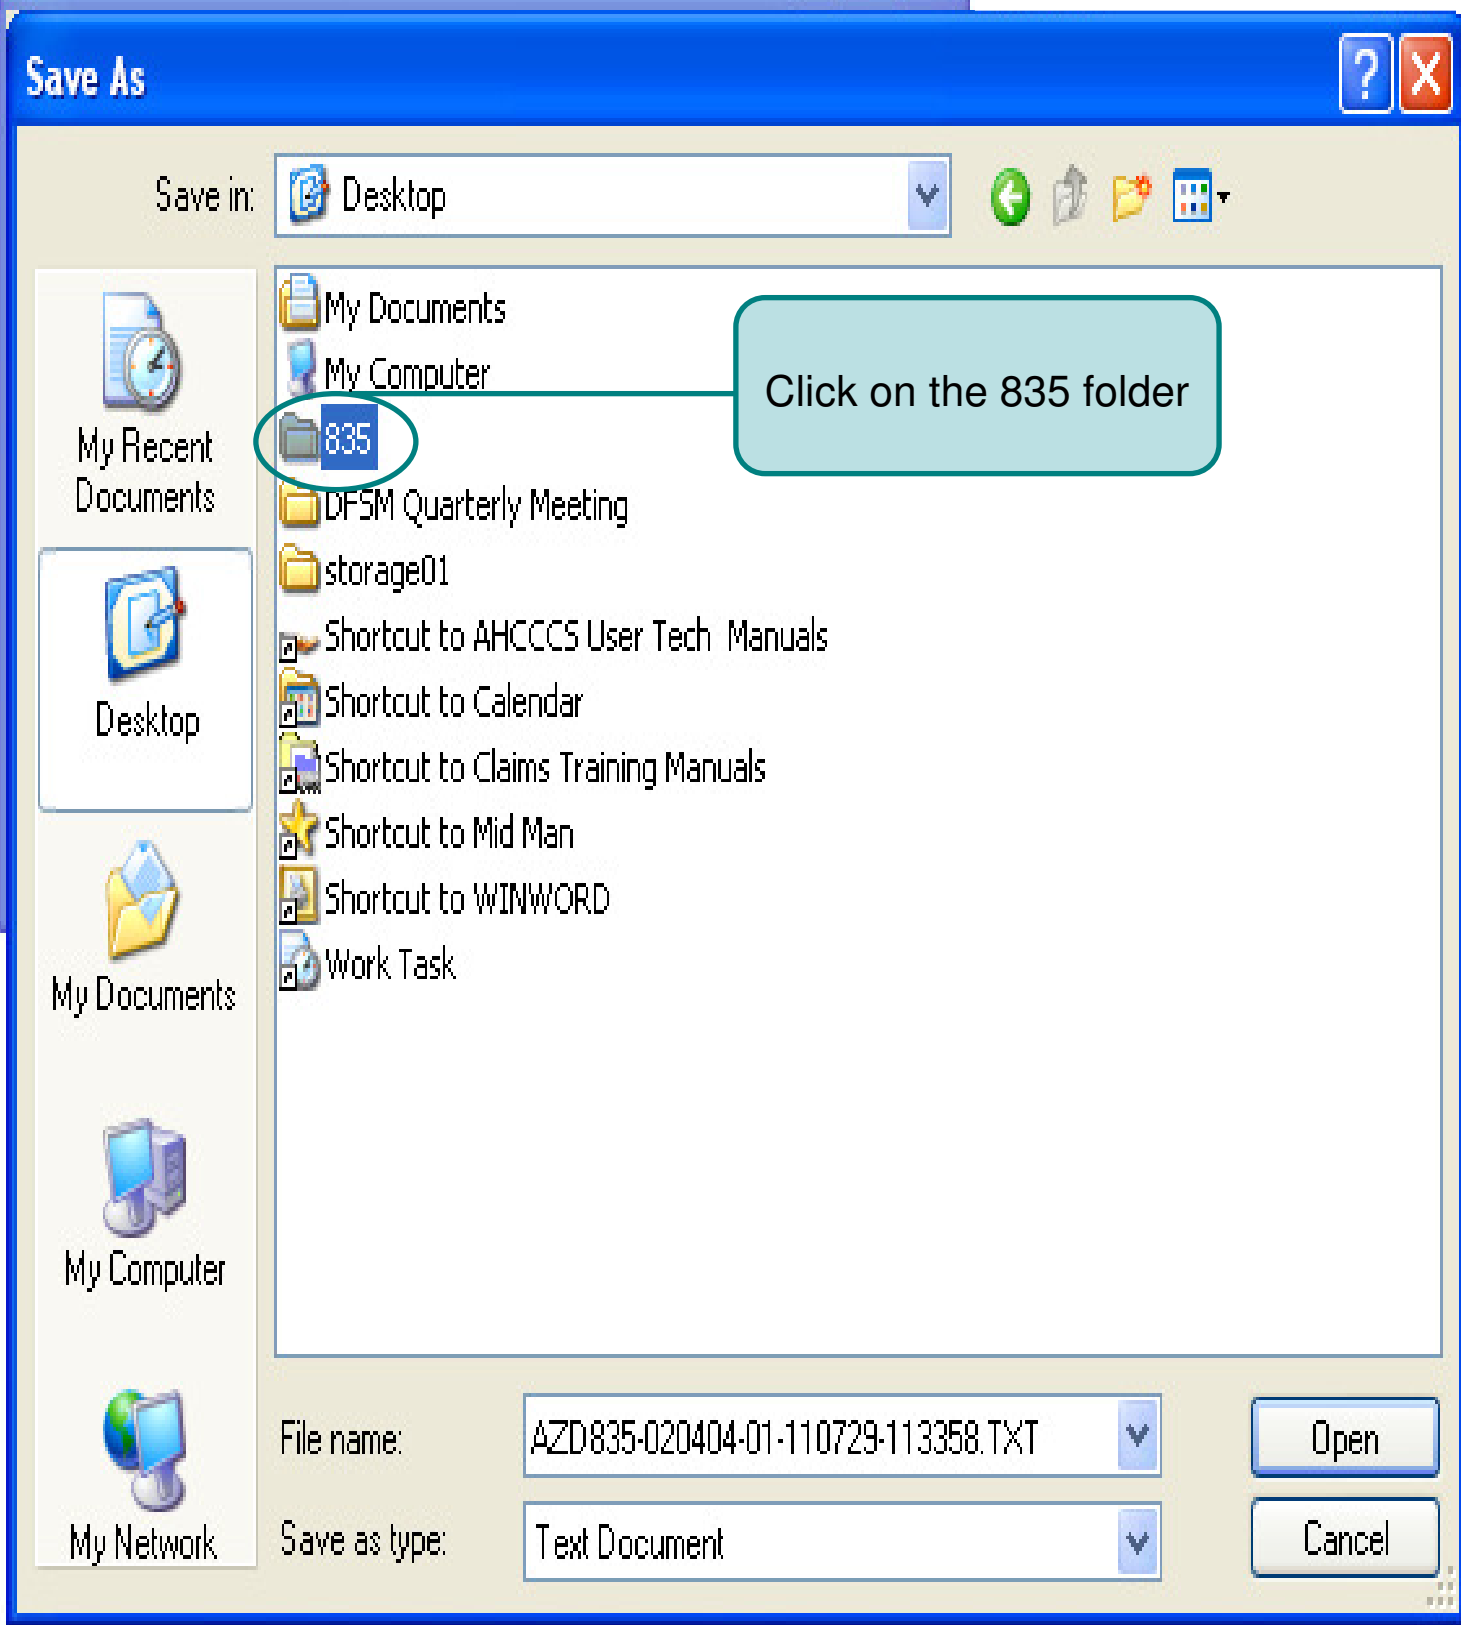 Save As
?
X
Save in:
Desktop
My Recent
Documents
Desktop
My Documents
My Computer
My Network
My Documents
My Computer
835
DFSM Quarterly Meeting
storage01
Shortcut to AHCCCS User Tech  Manuals
Shortcut to Calendar
Shortcut to Claims Training Manuals
Shortcut to Mid Man
Shortcut to WINWORD
Work Task
Click on the 835 folder
File name:
AZD835-020404-01-110729-113358.TXT
Open
Save as type:
Text Document
Cancel